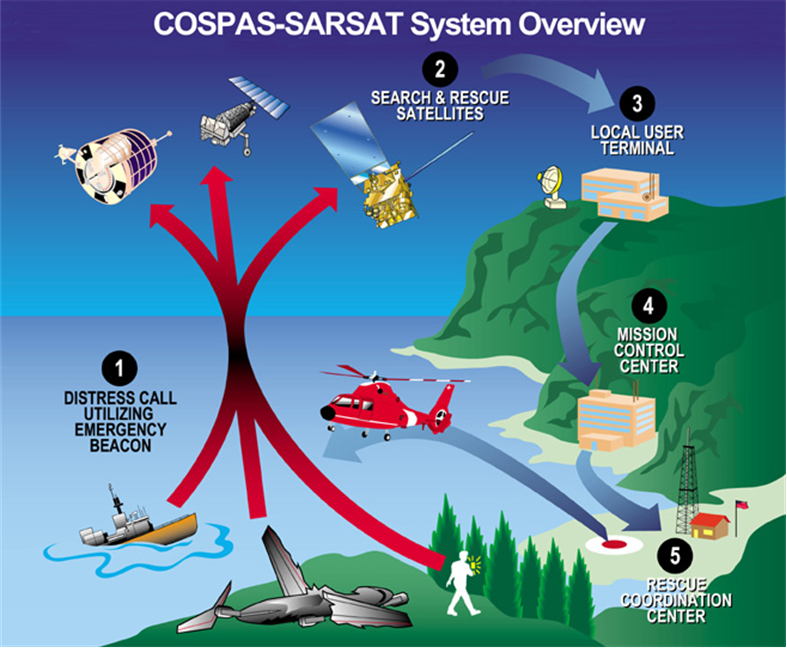 COSPAS-SARSAT System Overview
2
SEARCH & RESCUE
SATELLITES
3
LOCAL USER
TERMINAL
4
MISSION
CONTROL
CENTER
1
DISTRESS CALL
UTILIZING
EMERGENCY
BEACON
5
RESCUE
COORDINATION
CENTER